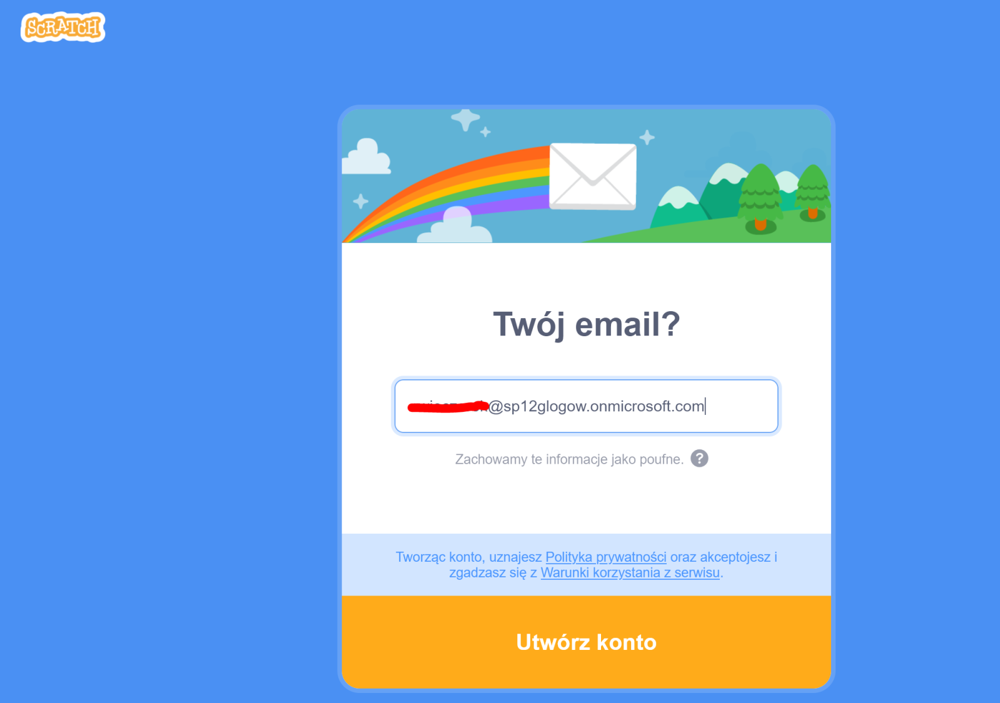 SCRATCH
Twój email?
@sp12glogow.onmicrosoft.com
Zachowamy te informacje jako poufne. ?
Tworząc konto, uznajesz Polityka prywatności oraz akceptojesz i
zgadzasz się z Warunki korzystania z serwisu.
Utwórz konto